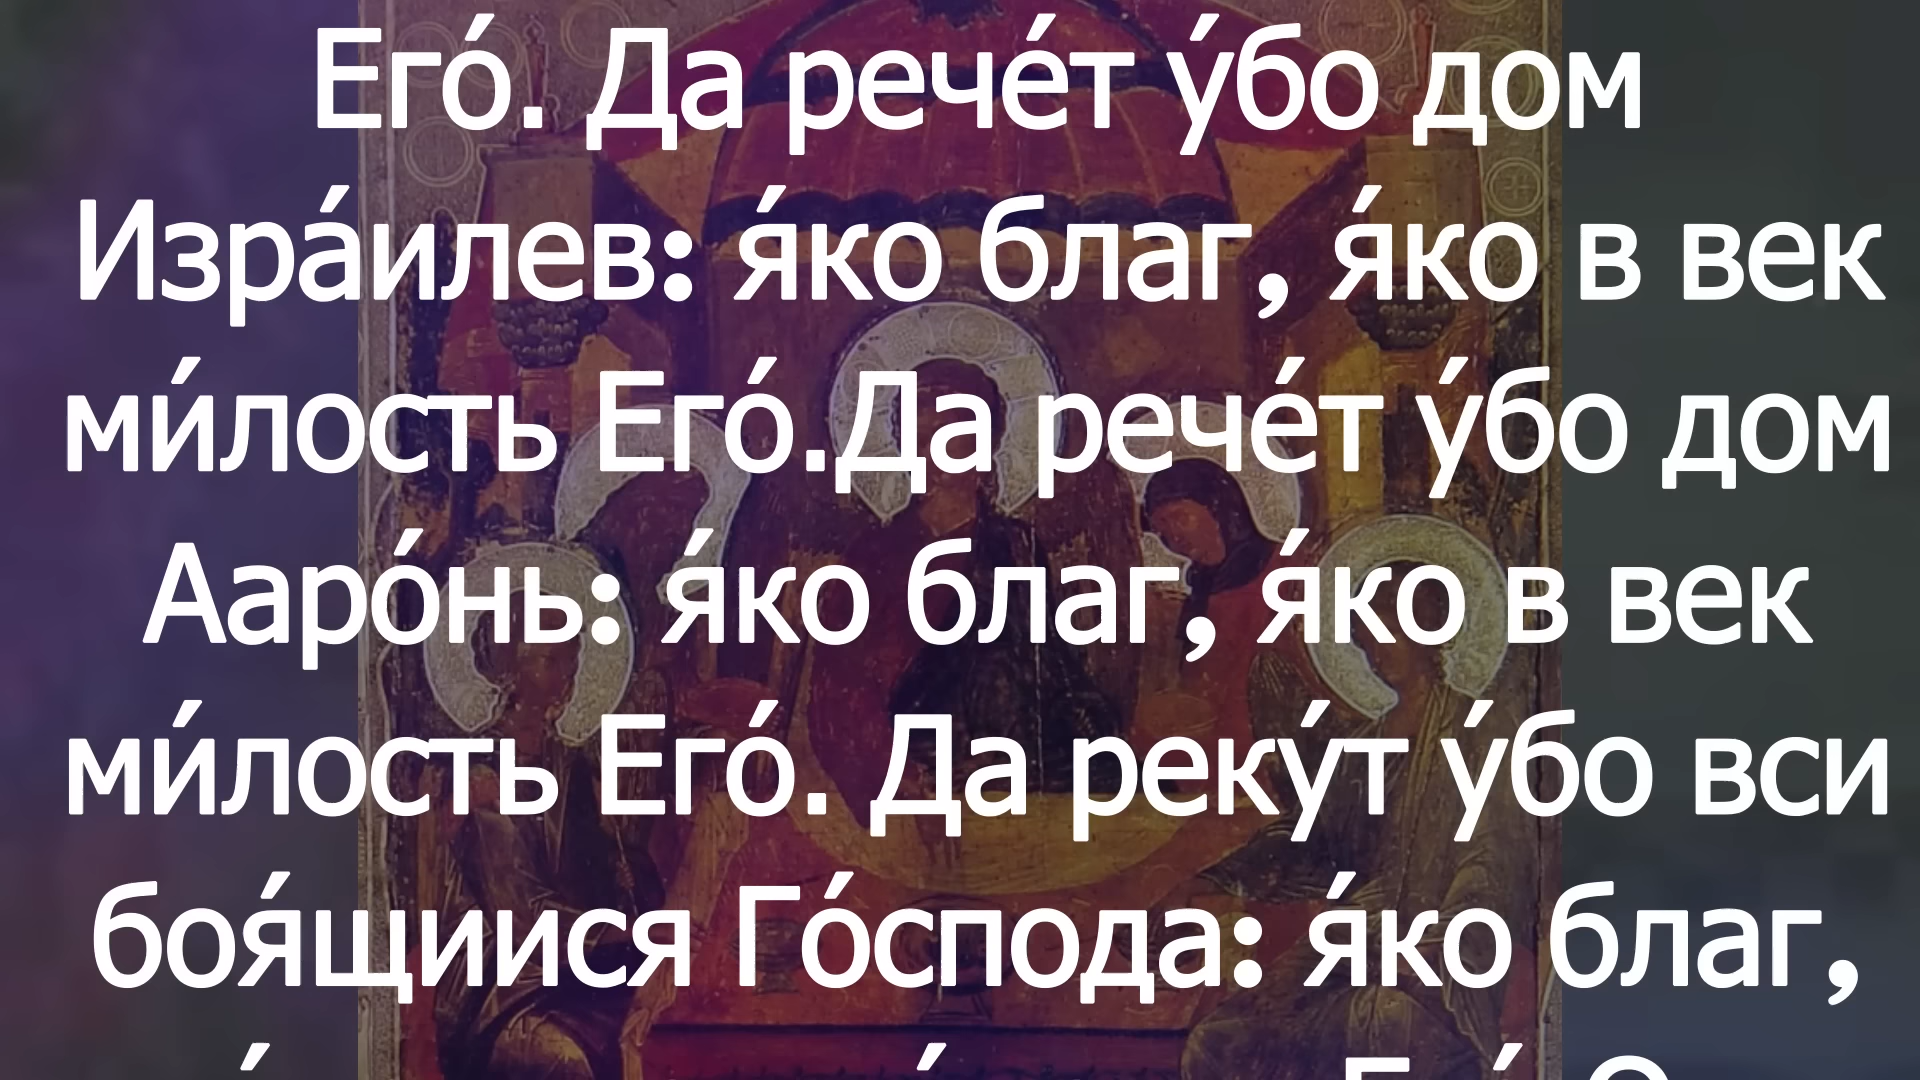 Его́. Да рече́т у́бо дом
Изра́илев: я́ко благ, я́ко в век
ми́лость Его́.Да рече́т у́бо дом
Ааро́нь: я́ко благ, я́ко в век
ми́лость Его́. Да реку́т у́бо вси
боя́щиися Го́спода: я́ко благ,